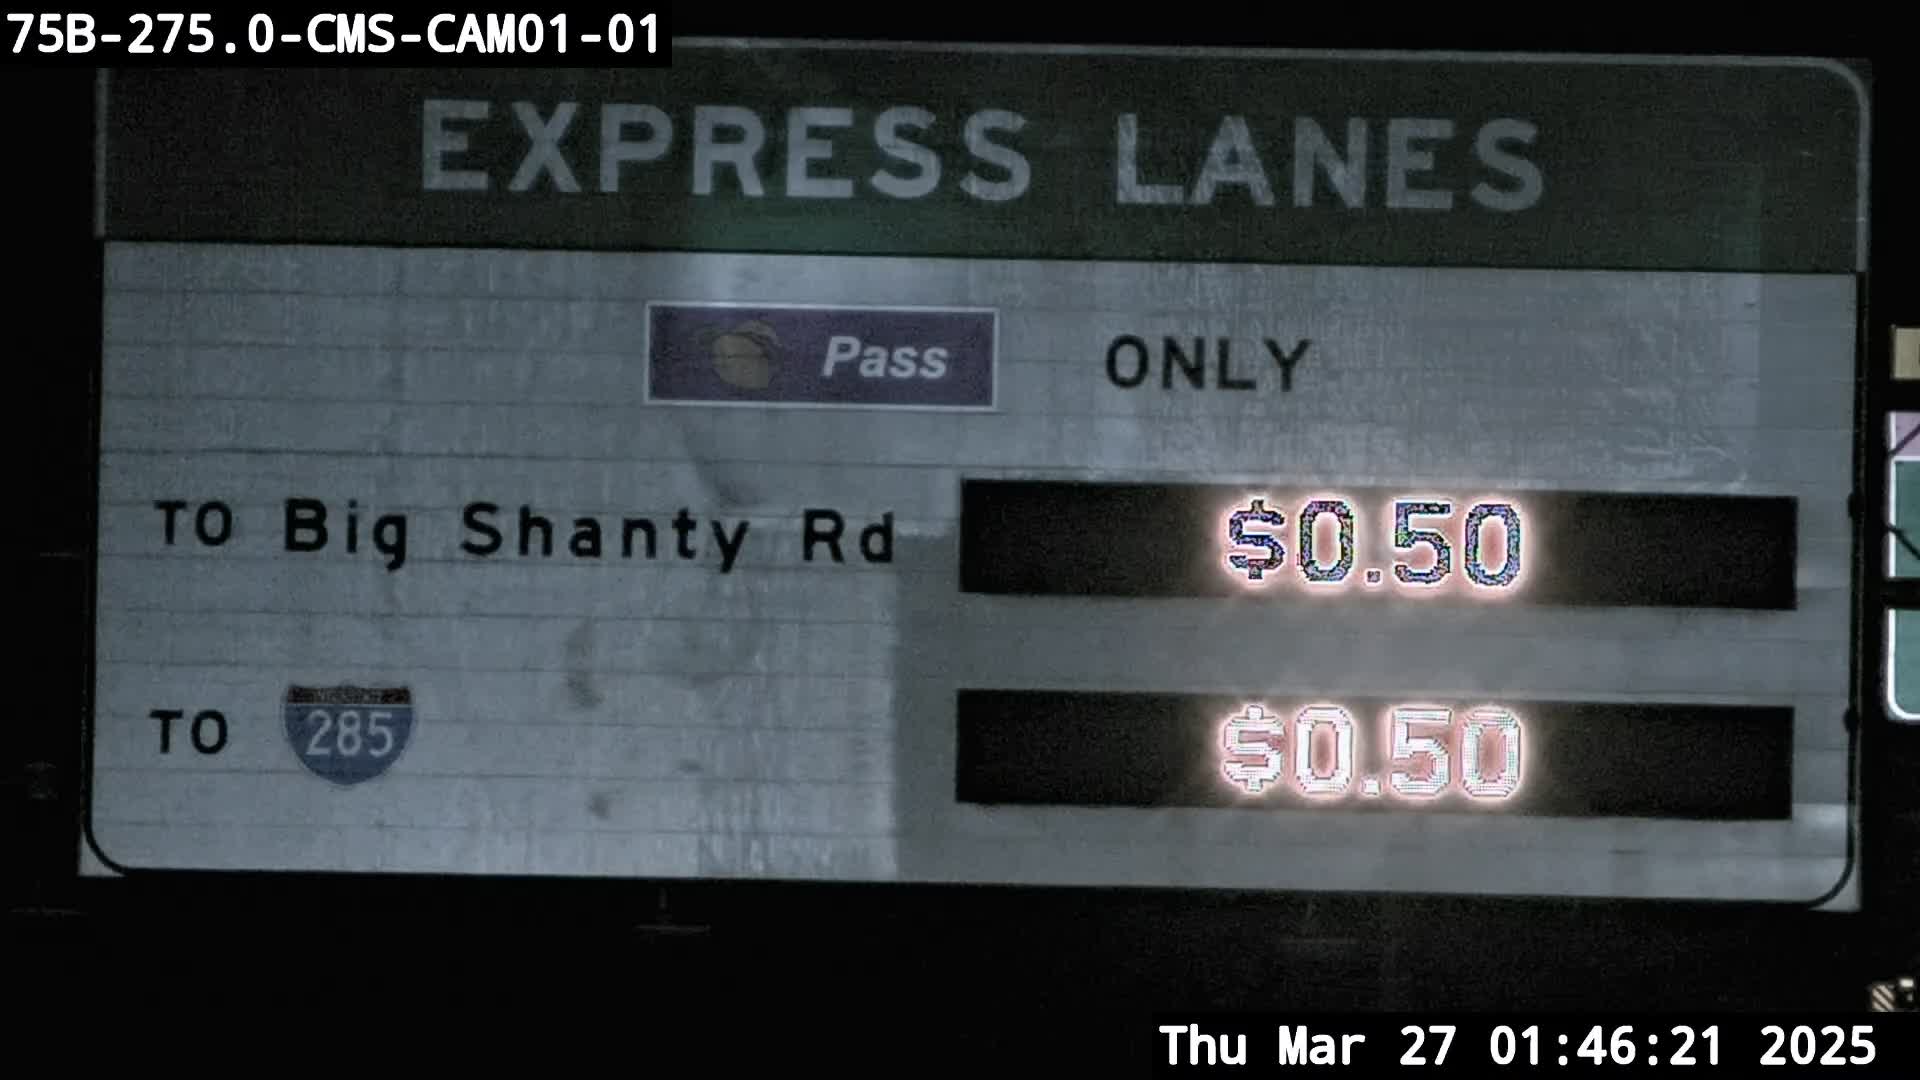 75B-275.0-CMS-CAM01-01
EXPRESS LANES
Pass ONLY
TO Big Shanty Rd $0.50
TO 285 $0.50
Thu Mar 27 01:46:21 2025